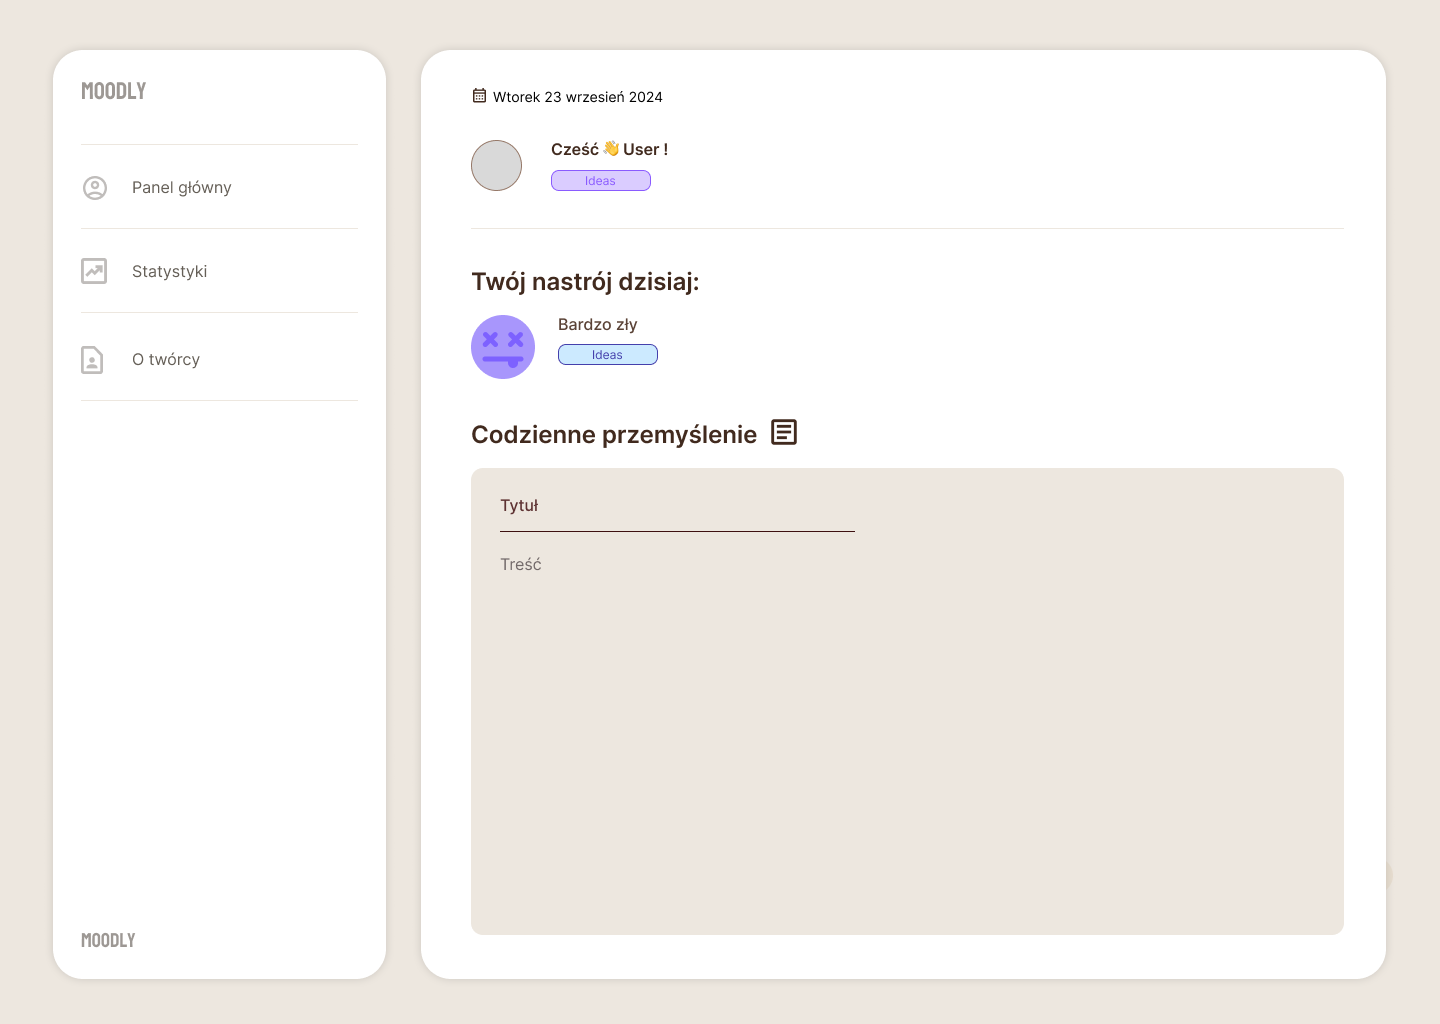 MOODLY
Panel główny
Statystyki
O twórcy
MOODLY
Wtorek 23 wrzesień 2024
Cześć 👋 User !
Ideas
Twój nastrój dzisiaj:
Bardzo zły
Ideas
Codzienne przemyślenie
Tytuł
Treść